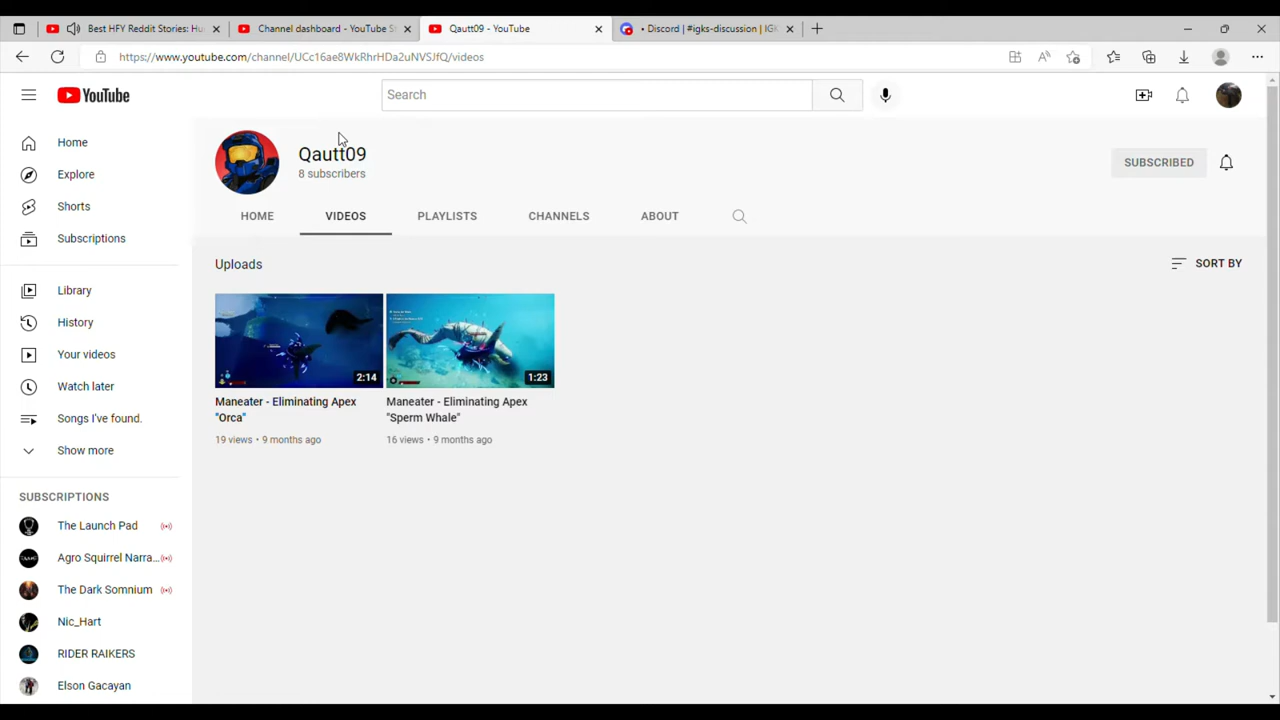 Best HFY Reddit Stories: Hu
Channel dashboard - YouTube St
Qautt09 - YouTube
• Discord | #igks-discussion | IGK
https://www.youtube.com/channel/UCc16ae8WkRhrHDa2uNVSJfQ/videos
YouTube
Search
Home
Explore
Shorts
Subscriptions
Library
History
Your videos
Watch later
Songs I've found.
Show more
SUBSCRIPTIONS
The Launch Pad
Agro Squirrel Narra...
The Dark Somnium
Nic_Hart
RIDER RAIKERS
Elson Gacayan
Qautt09
8 subscribers
SUBSCRIBED
HOME
VIDEOS
PLAYLISTS
CHANNELS
ABOUT
Uploads
SORT BY
2:14
Maneater - Eliminating Apex
"Orca"
19 views • 9 months ago
1:23
Maneater - Eliminating Apex
"Sperm Whale"
16 views • 9 months ago